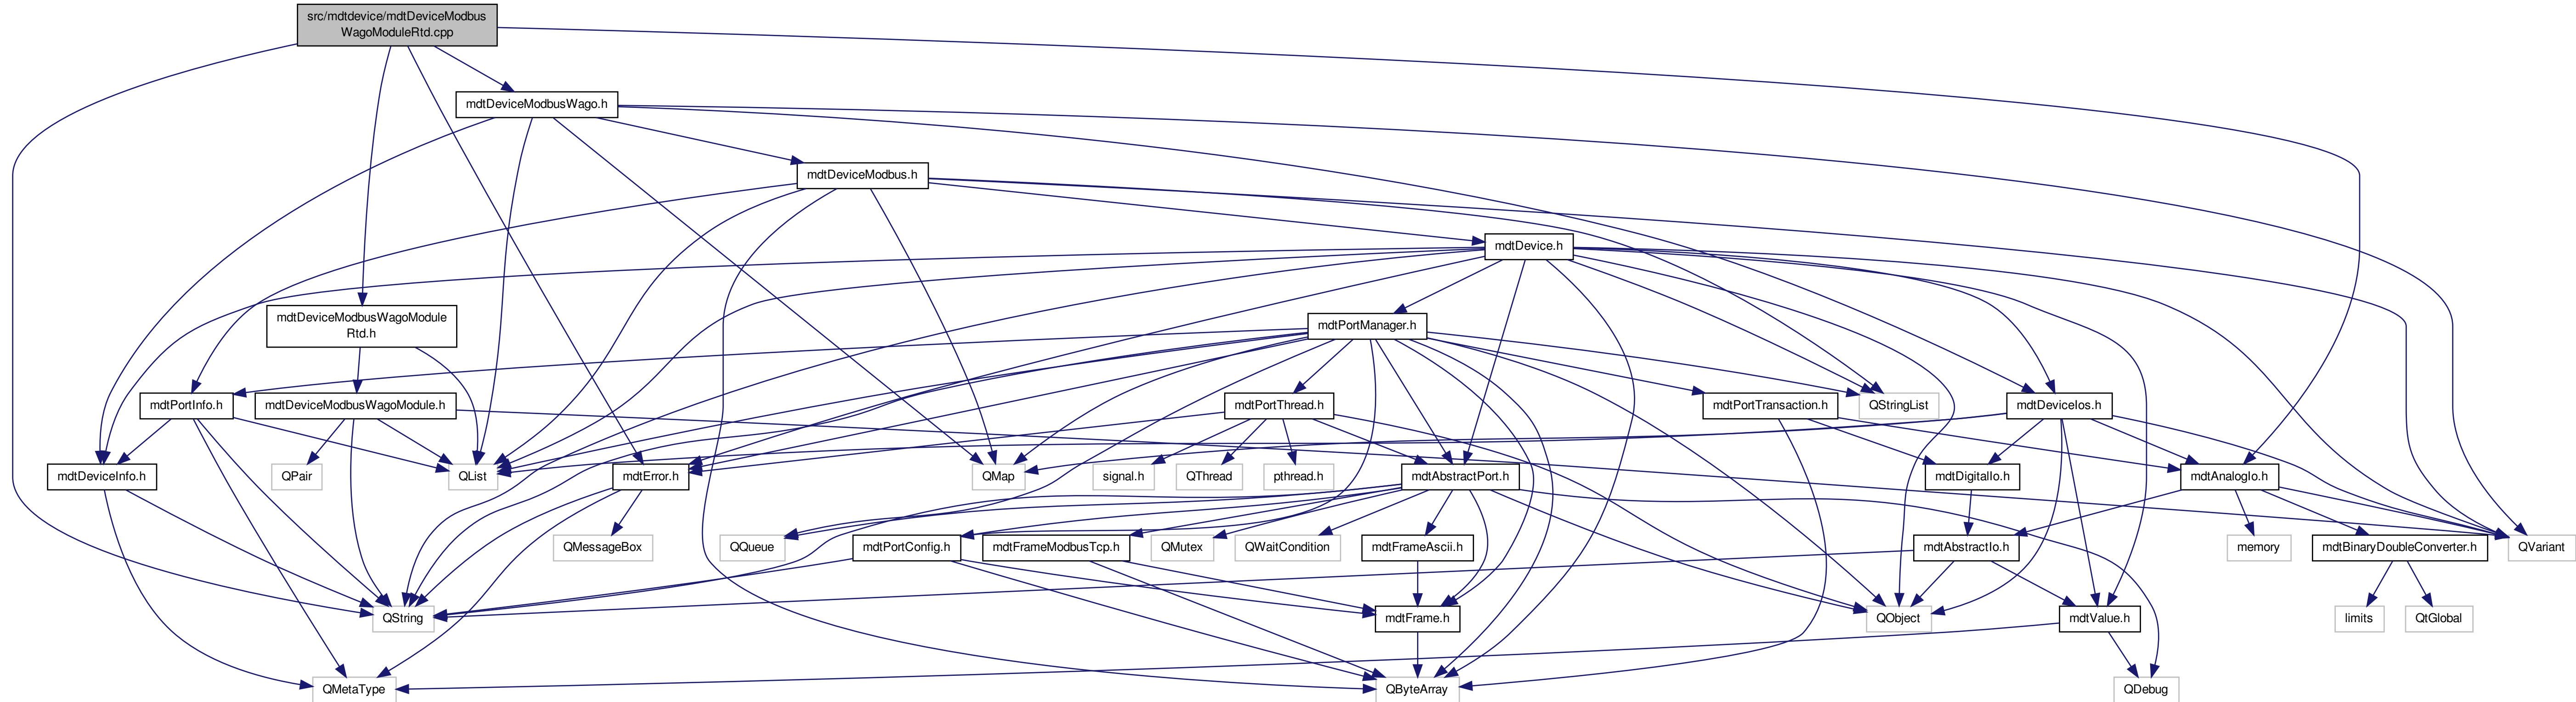 src/mdtdevice/mdtDeviceModbus
WagoModuleRtd.cpp
mdtDeviceModbusWago.h
mdtDeviceModbus.h
mdtDevice.h
mdtDeviceModbusWagoModule
Rtd.h
mdtPortManager.h
mdtPortInfo.h
mdtDeviceModbusWagoModule.h
mdtPortThread.h
mdtPortTransaction.h
QStringList
mdtDeviceIos.h
mdtDeviceInfo.h
QPair
QList
mdtError.h
QMap
signal.h
QThread
pthread.h
mdtAbstractPort.h
mdtDigitalIo.h
mdtAnalogIo.h
QMessageBox
QQueue
mdtPortConfig.h
mdtFrameModbusTcp.h
QMutex
QWaitCondition
mdtFrameAscii.h
mdtAbstractIo.h
memory
mdtBinaryDoubleConverter.h
QVariant
QString
mdtFrame.h
QObject
mdtValue.h
limits
QtGlobal
QMetaType
QByteArray
QDebug